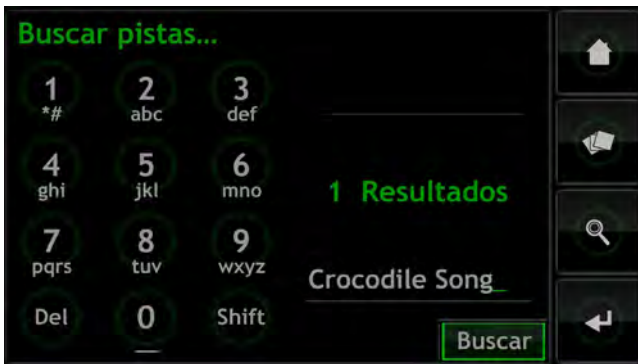 Buscar pistas...
1 2 3
*# abc def
4 5 6
ghi jkl mno
1 Resultados
7 8 9
pqrs tuv wxyz
Crocodile Song_
Del 0 Shift
_
Buscar